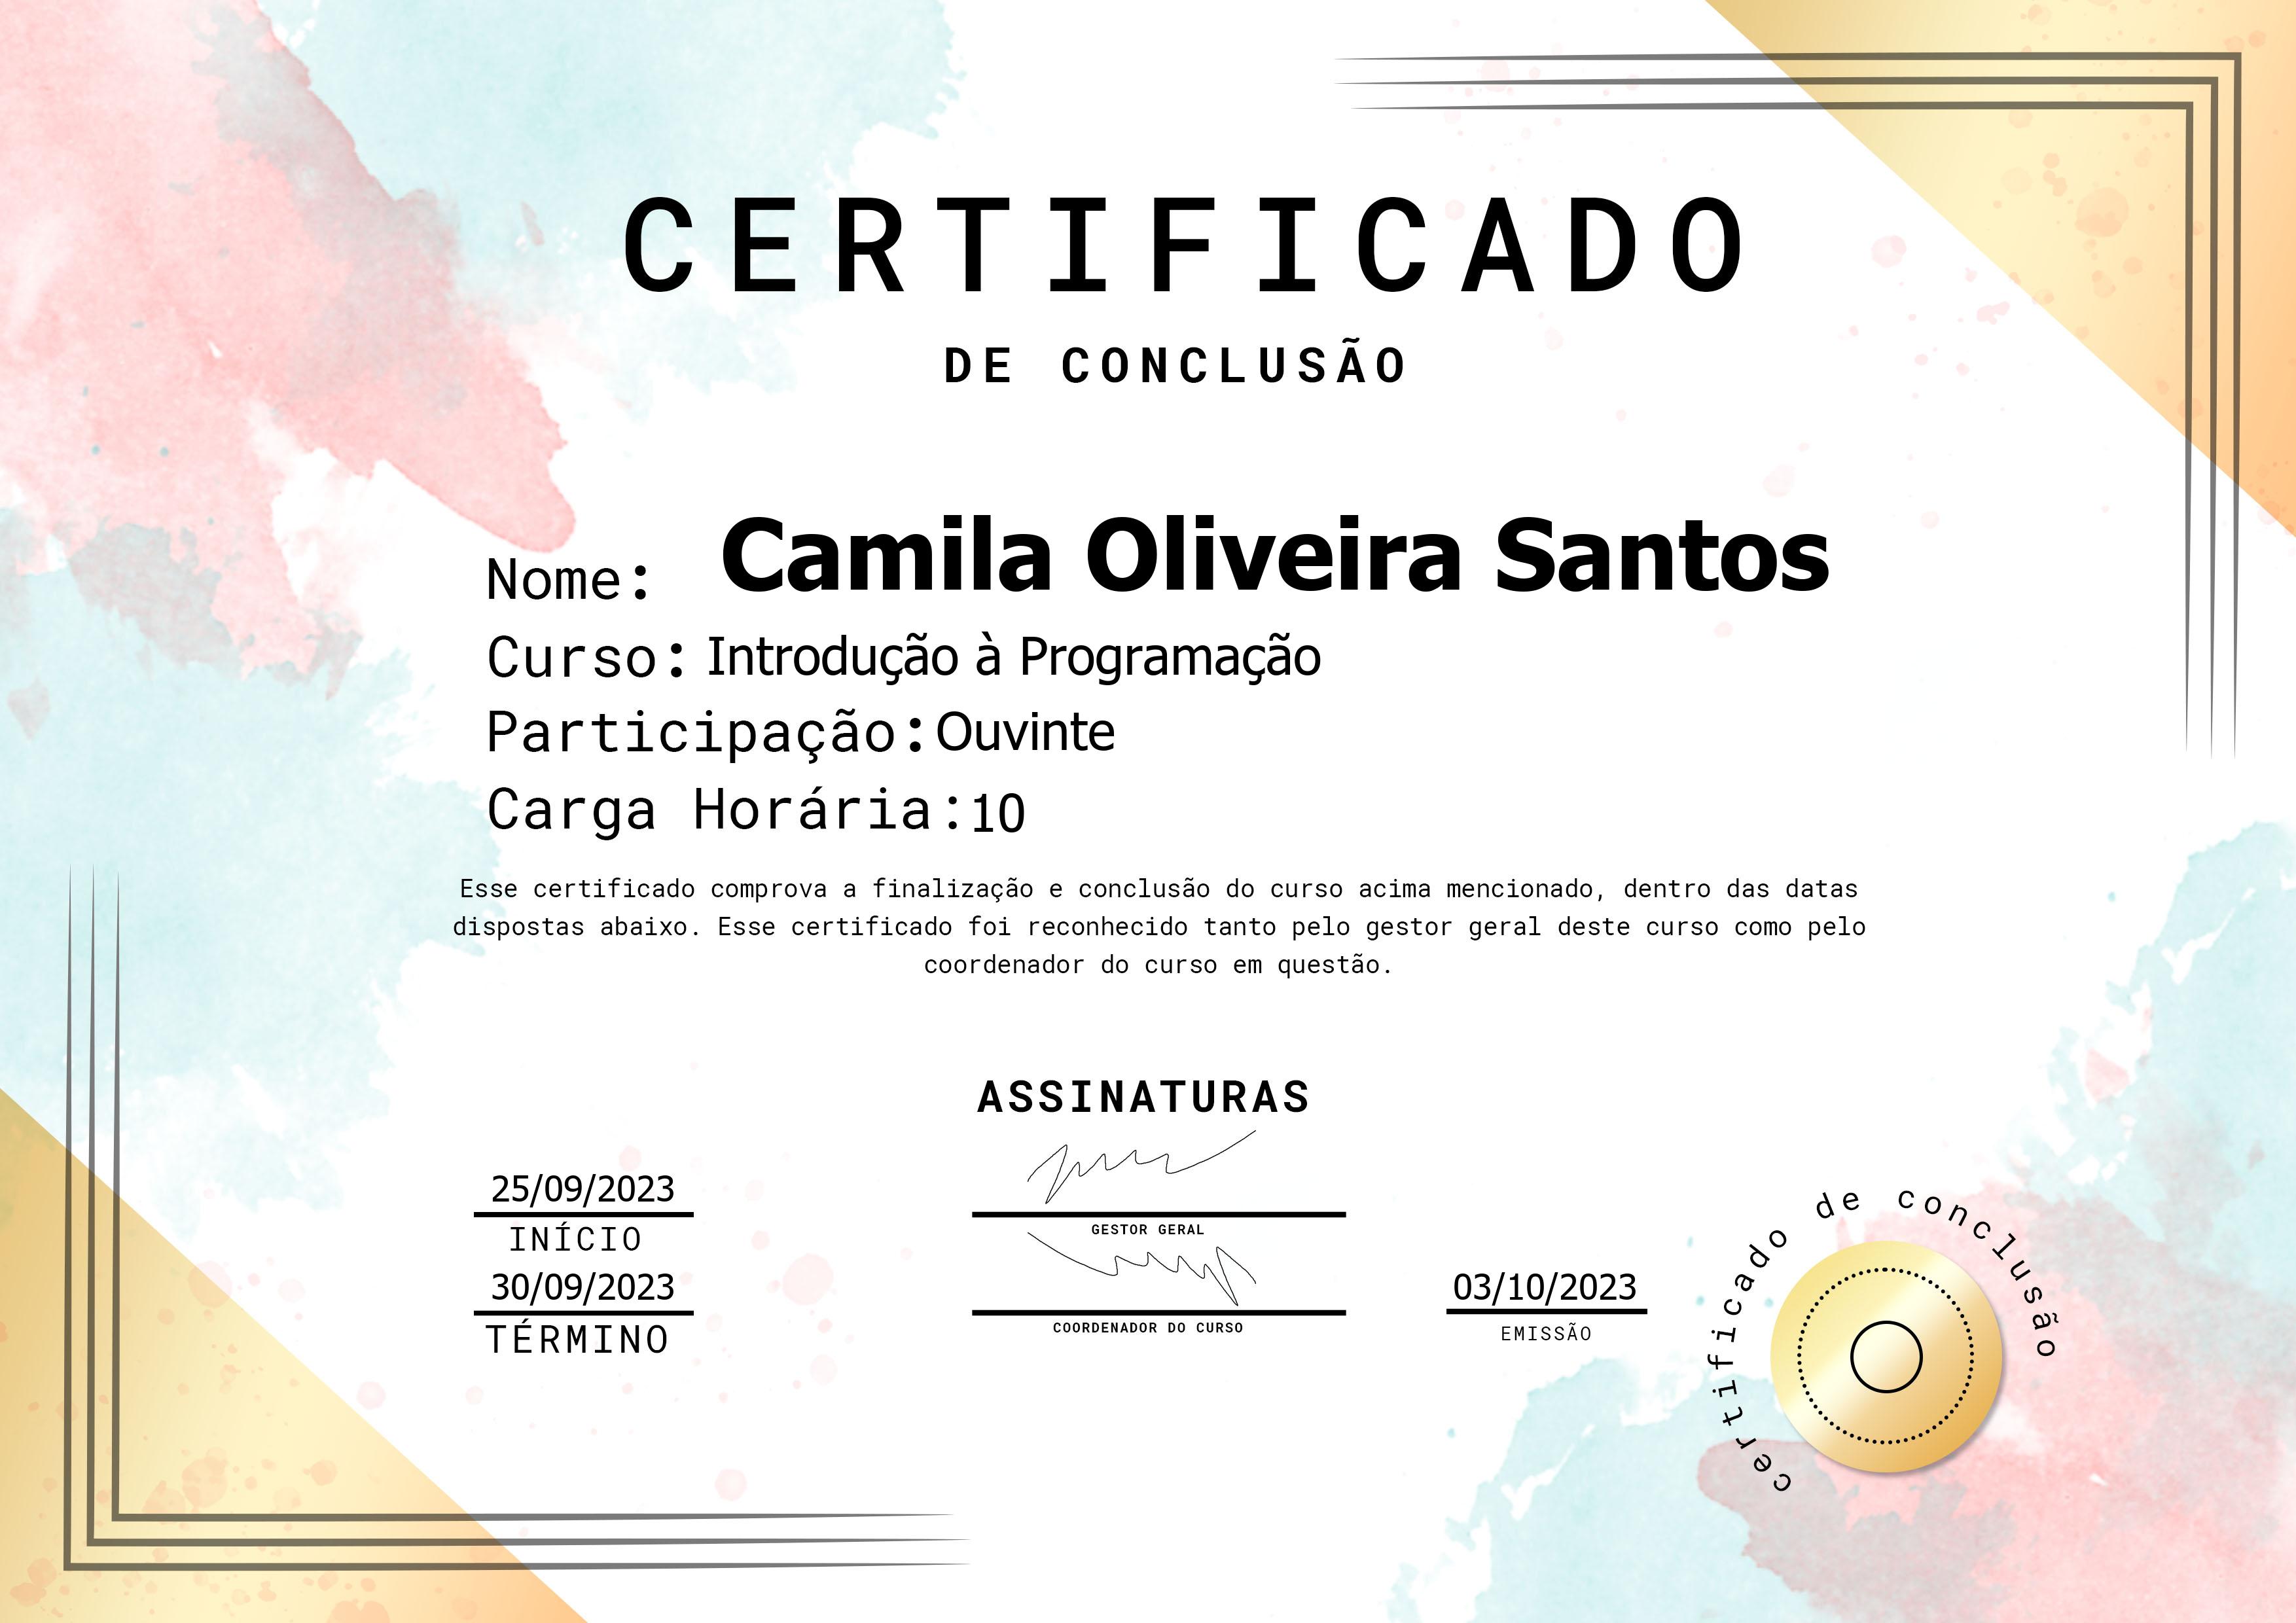 CERTIFICADO
DE CONCLUSÃO
Nome: Camila Oliveira Santos
Curso: Introdução à Programação
Participação: Ouvinte
Carga Horária:10
Esse certificado comprova a finalização e conclusão do curso acima mencionado, dentro das datas
dispostas abaixo. Esse certificado foi reconhecido tanto pelo gestor geral deste curso como pelo
coordenador do curso em questão.
ASSINATURAS
25/09/2023
INÍCIO
30/09/2023
TÉRMINO
GESTOR GERAL
COORDENADOR DO CURSO
03/10/2023
EMISSÃO
certificado de conclusão